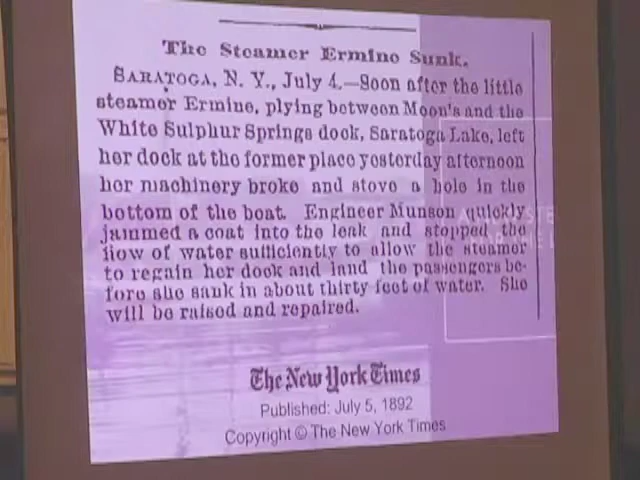 The Steamer Ermine Sunk.
SARATOGA, N. Y., July 4.—Soon after the little
steamer Ermine, plying between Moon's and the
White Sulphur Springs dock, Saratoga Lake, left
her dock at the former place yesterday afternoon
her machinery broke and stove a hole in the
bottom of the boat. Engineer Munson quickly
jammed a coat into the leak and stopped the
flow of water sufficiently to allow the steamer
to regain her dock and land the passengers be-
fore she sank in about thirty feet of water. She
will be raised and repaired.
The New York Times
Published: July 5, 1892
Copyright © The New York Times